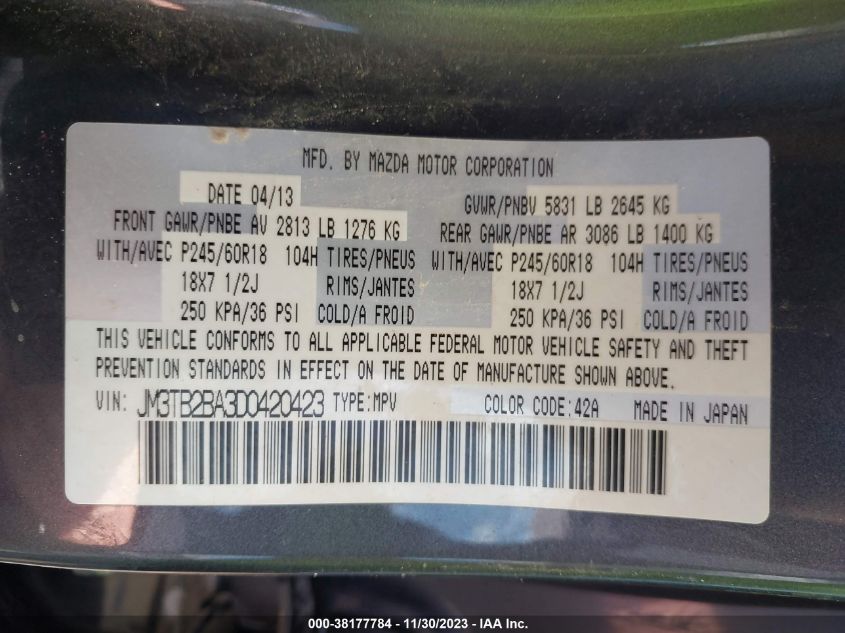 MFD. BY MAZDA MOTOR CORPORATION
DATE 04/13 GVWR/PNBV 5831 LB 2645 KG
FRONT GAWR/PNBE AV 2813 LB 1276 KG REAR GAWR/PNBE AR 3086 LB 1400 KG
WITH/AVEC P245/60R18 104H TIRES/PNEUS WITH/AVEC P245/60R18 104H TIRES/PNEUS
18X7 1/2J RIMS/JANTES 18X7 1/2J RIMS/JANTES
250 KPA/36 PSI COLD/A FROID 250 KPA/36 PSI COLD/A FROID
THIS VEHICLE CONFORMS TO ALL APPLICABLE FEDERAL MOTOR VEHICLE SAFETY AND THEFT
PREVENTION STANDARDS IN EFFECT ON THE DATE OF MANUFACTURE SHOWN ABOVE.
VIN: JM3TB2BA3D0420423 TYPE:MPV COLOR CODE:42A MADE IN JAPAN
000-38177784 - 11/30/2023 - IAA Inc.